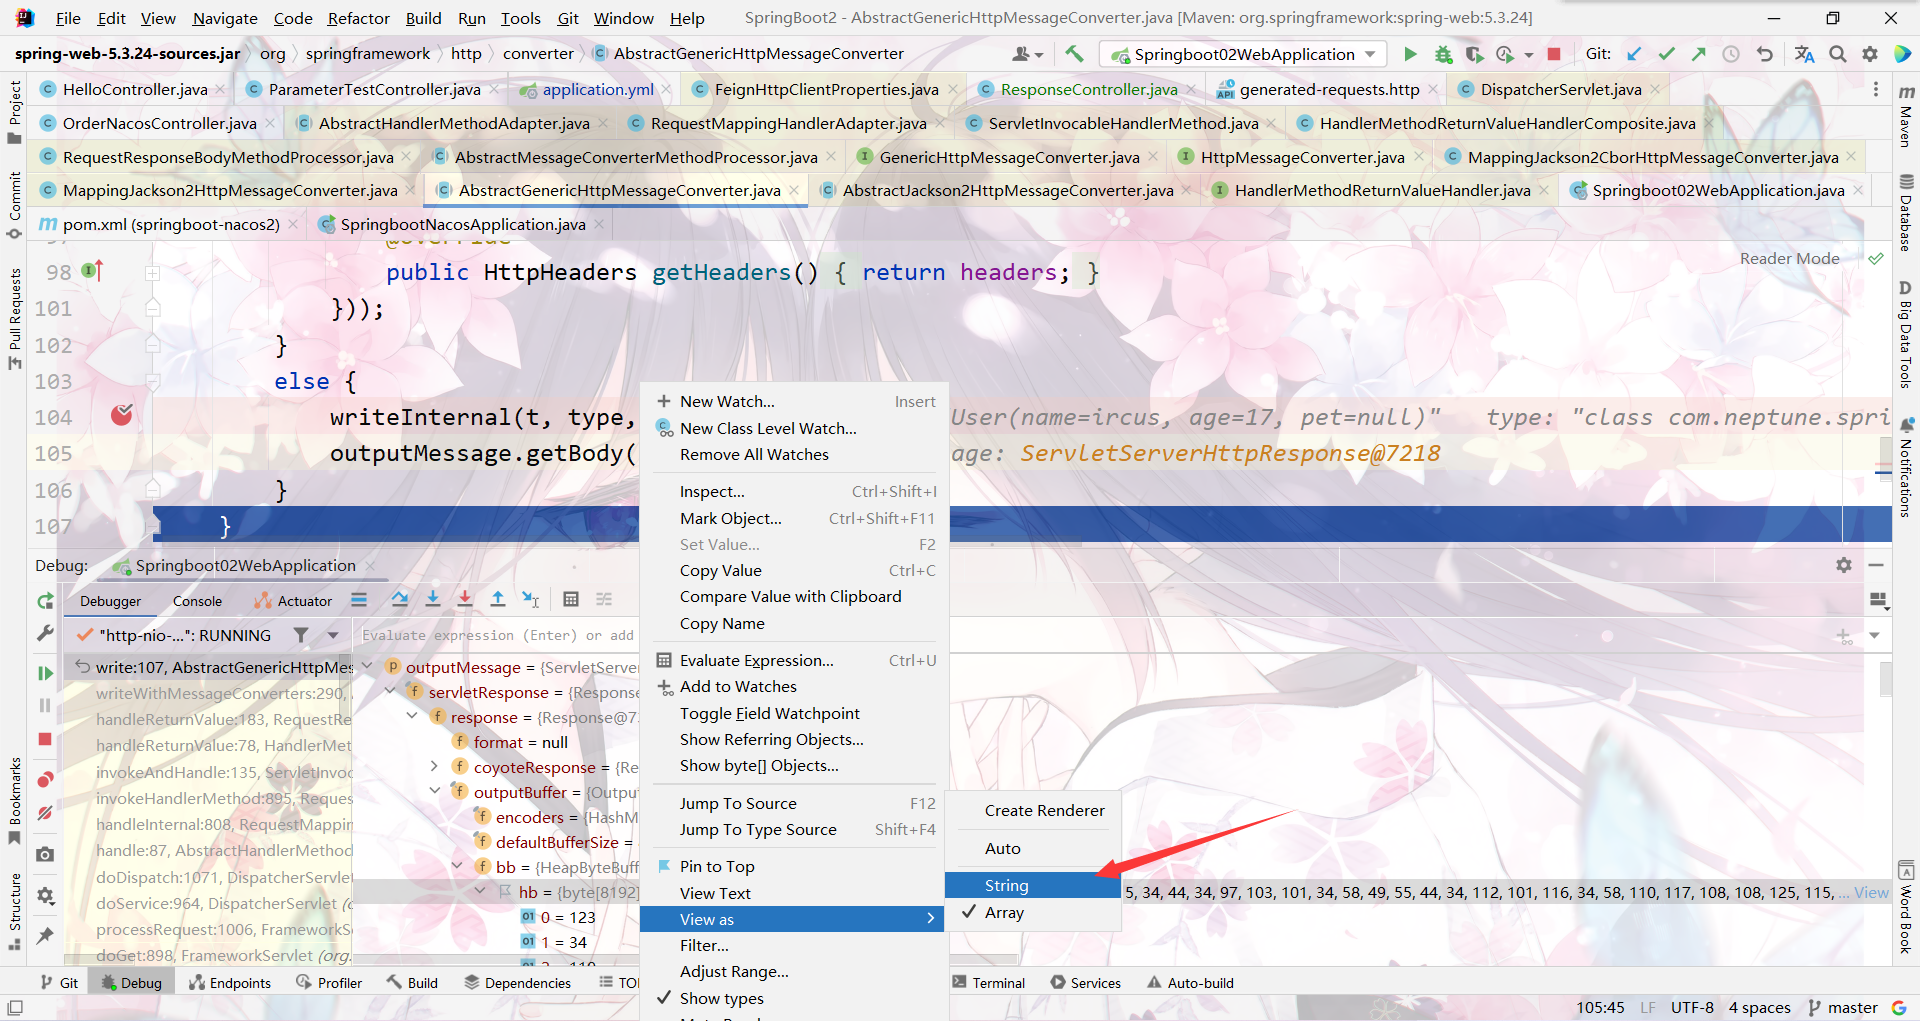 File Edit View Navigate Code Refactor Build Run Tools Git Window Help SpringBoot2 - AbstractGenericHttpMessageConverter.java [Maven: org.springframework:spring-web:5.3.24]
spring-web-5.3.24-sources.jar org springframework http converter AbstractGenericHttpMessageConverter Springboot02WebApplication Git:
HelloController.java ParameterTestController.java application.yml FeignHttpClientProperties.java ResponseController.java generated-requests.http DispatcherServlet.java
OrderNacosController.java AbstractHandlerMethodAdapter.java RequestMappingHandlerAdapter.java ServletInvocableHandlerMethod.java HandlerMethodReturnValueHandlerComposite.java
RequestResponseBodyMethodProcessor.java AbstractMessageConverterMethodProcessor.java GenericHttpMessageConverter.java HttpMessageConverter.java MappingJackson2CborHttpMessageConverter.java
MappingJackson2HttpMessageConverter.java AbstractGenericHttpMessageConverter.java AbstractJackson2HttpMessageConverter.java HandlerMethodReturnValueHandler.java Springboot02WebApplication.java
pom.xml (springboot-nacos2) SpringbootNacosApplication.java
Project
Commit
Pull Requests
Bookmarks
Structure
Maven
Database
Big Data Tools
Notifications
Word Book
97 @Override
Reader Mode
98 public HttpHeaders getHeaders() { return headers; }
101 }));
102 }
103 else {
104 writeInternal(t, type, User(name=ircus, age=17, pet=null)" type: "class com.neptune.spri
105 outputMessage.getBody( age: ServletServerHttpResponse@7218
106 }
107 }
Debug: Springboot02WebApplication
Debugger Console Actuator
"http-nio-...": RUNNING
Evaluate expression (Enter) or add
write:107, AbstractGenericHttpMes
writeWithMessageConverters:290,
handleReturnValue:183, RequestRe
handleReturnValue:78, HandlerMet
invokeAndHandle:135, ServletInvoc
invokeHandlerMethod:895, Reques
handleInternal:808, RequestMappin
handle:87, AbstractHandlerMethod
doDispatch:1071, DispatcherServlet
doService:964, DispatcherServlet (o
processRequest:1006, FrameworkSe
doGet:898, FrameworkServlet (org.
outputMessage = {ServletServer
servletResponse = {Response
response = {Response@73
format = null
coyoteResponse = {Re
outputBuffer = {Output
encoders = {HashM
defaultBufferSize =
bb = {HeapByteBuff
hb = {byte[8192]
0 = 123
1 = 34
2 = 110
5, 34, 44, 34, 97, 103, 101, 34, 58, 49, 55, 44, 34, 112, 101, 116, 34, 58, 110, 117, 108, 108, 125, 115, ... View
New Watch... Insert
New Class Level Watch...
Remove All Watches
Inspect... Ctrl+Shift+I
Mark Object... Ctrl+Shift+F11
Set Value... F2
Copy Value Ctrl+C
Compare Value with Clipboard
Copy Name
Evaluate Expression... Ctrl+U
Add to Watches
Toggle Field Watchpoint
Show Referring Objects...
Show byte[] Objects...
Jump To Source F12
Jump To Type Source Shift+F4
Pin to Top
View Text
View as
Filter...
Adjust Range...
Show types
Create Renderer
Auto
String
Array
Git Debug Endpoints Profiler Build Dependencies TO Terminal Services Auto-build
105:45 LF UTF-8 4 spaces master